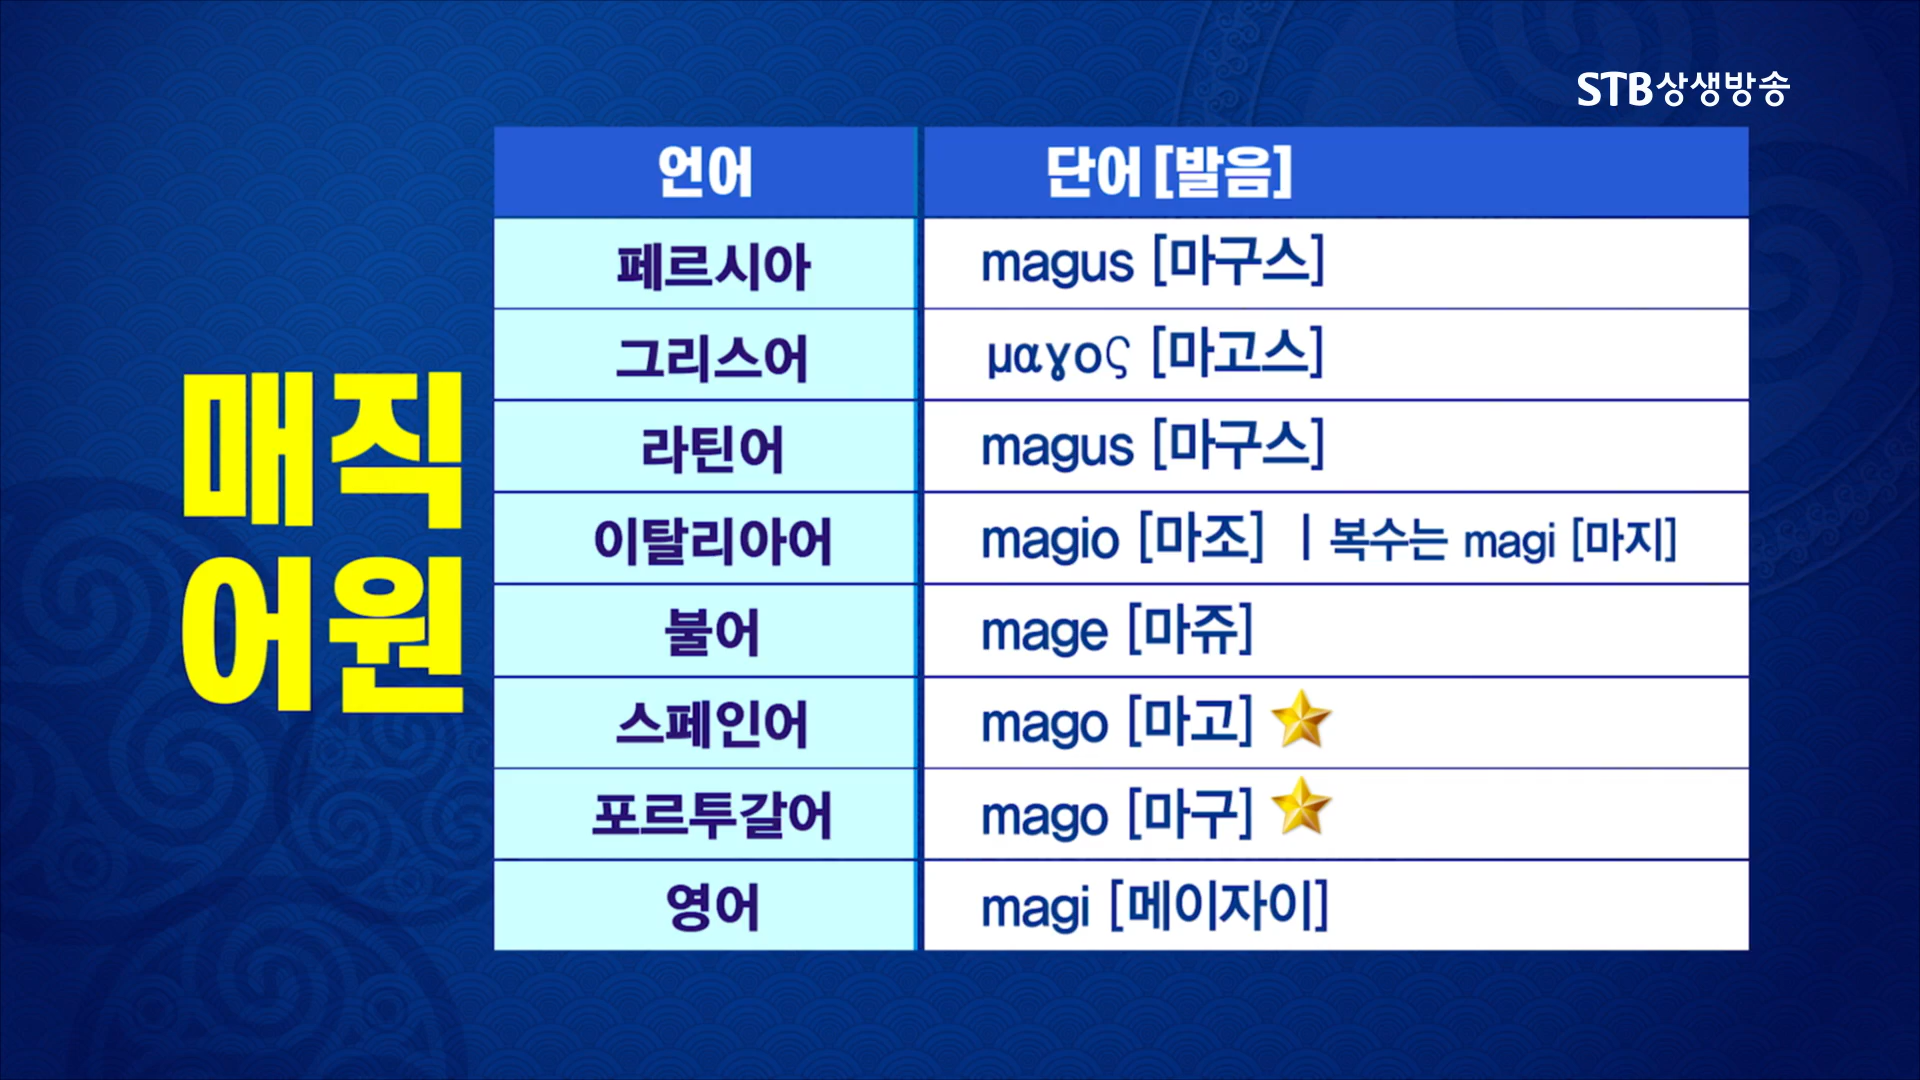 STB상생방송
매직
어원
언어 단어 [발음]
페르시아 magus [마구스]
그리스어 μαγος [마고스]
라틴어 magus [마구스]
이탈리아어 magio [마조] | 복수는 magi [마지]
불어 mage [마쥬]
스페인어 mago [마고]
포르투갈어 mago [마구]
영어 magi [메이자이]